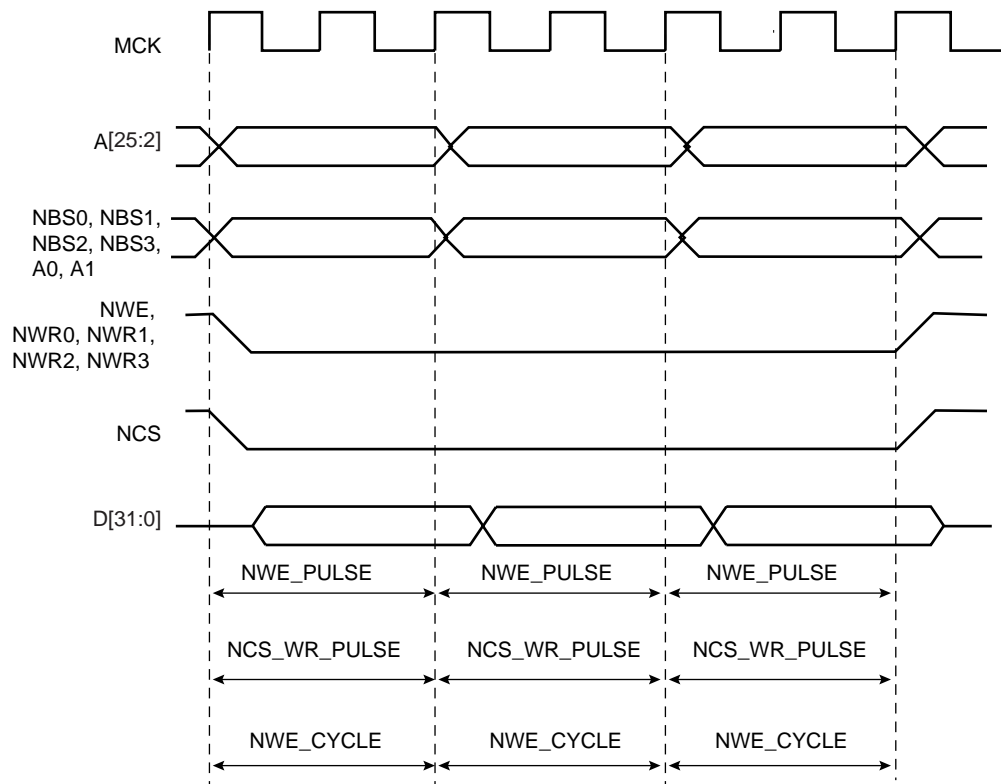 MCK
A[25:2]
NBS0, NBS1,
NBS2, NBS3,
A0, A1
NWE,
NWR0, NWR1,
NWR2, NWR3
NCS
D[31:0]
NWE_PULSE NWE_PULSE NWE_PULSE
NCS_WR_PULSE NCS_WR_PULSE NCS_WR_PULSE
NWE_CYCLE NWE_CYCLE NWE_CYCLE